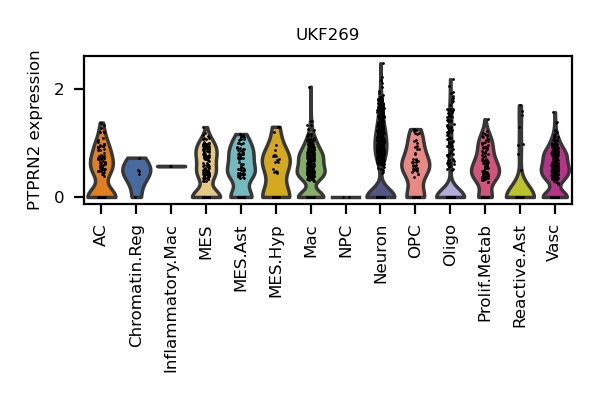 UKF269
PTPRN2 expression
2
0
AC
Chromatin.Reg
Inflammatory.Mac
MES
MES.Ast
MES.Hyp
Mac
NPC
Neuron
OPC
Oligo
Prolif.Metab
Reactive.Ast
Vasc